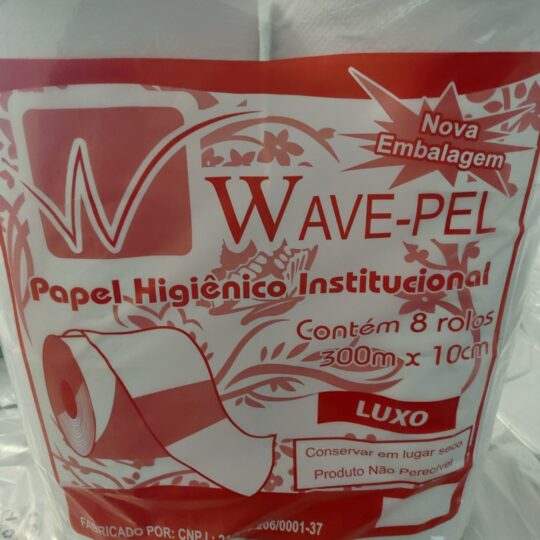 Nova
Embalagem
WAVE-PEL
Papel Higiênico Institucional
Contém 8 rolos
300m x 10cm
LUXO
Conservar em lugar seco
Produto Não Perecível
FABRICADO POR: CNPJ: 206/0001-37